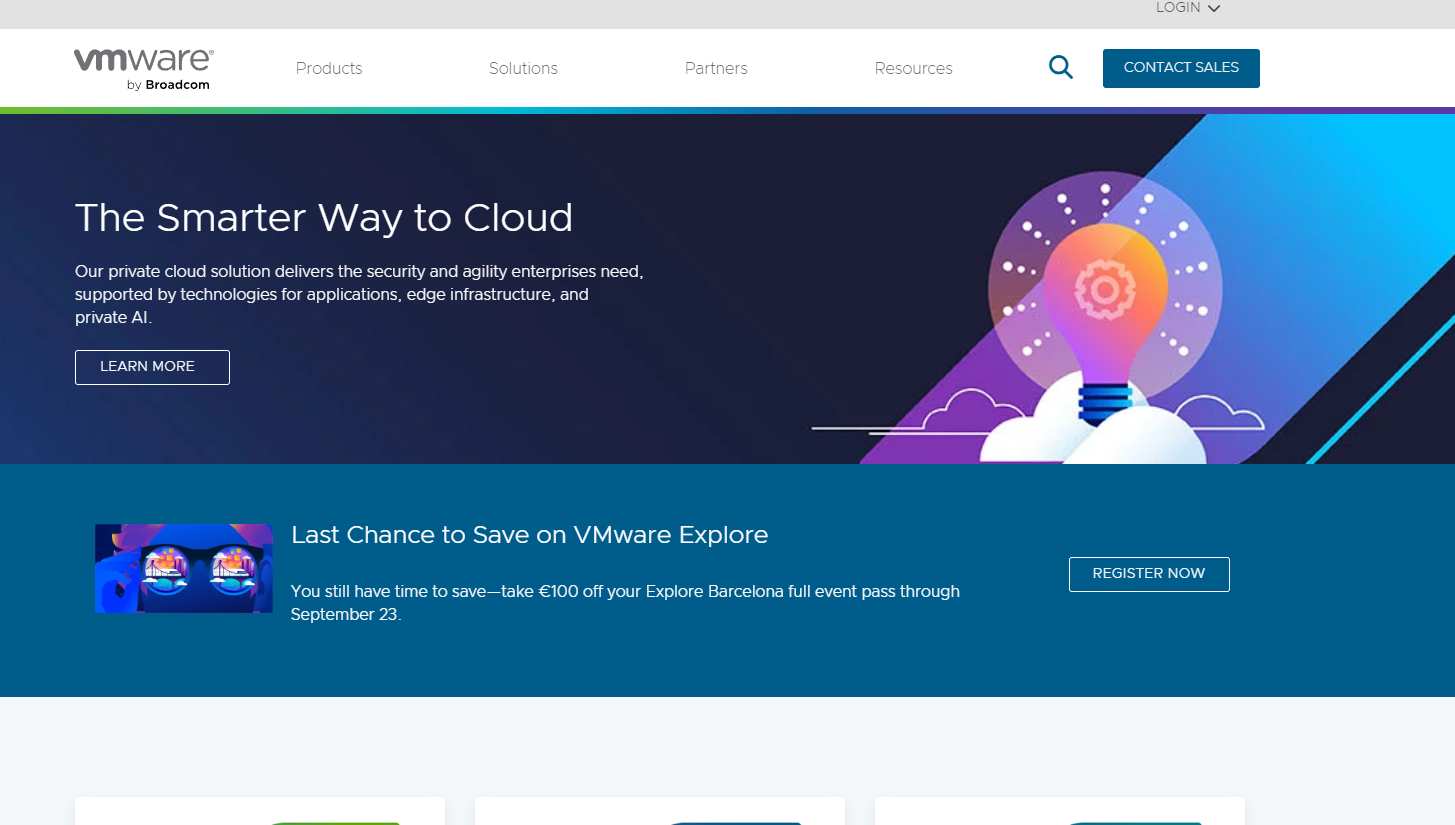 LOGIN
vmware®
by Broadcom
Products
Solutions
Partners
Resources
CONTACT SALES
The Smarter Way to Cloud
Our private cloud solution delivers the security and agility enterprises need,
supported by technologies for applications, edge infrastructure, and
private AI.
LEARN MORE
Last Chance to Save on VMware Explore
You still have time to save—take €100 off your Explore Barcelona full event pass through
September 23.
REGISTER NOW